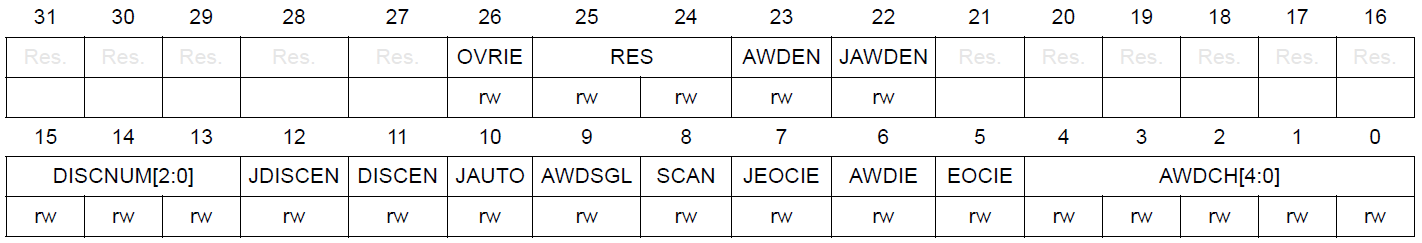 31 30 29 28 27 26 25 24 23 22 21 20 19 18 17 16
Res. Res. Res. Res. Res. OVRIE RES AWDEN JAWDEN Res. Res. Res. Res. Res. Res.
rw rw rw rw rw
15 14 13 12 11 10 9 8 7 6 5 4 3 2 1 0
DISCNUM[2:0] JDISCEN DISCEN JAUTO AWDSGL SCAN JEOCIE AWDIE EOCIE AWDCH[4:0]
rw rw rw rw rw rw rw rw rw rw rw rw rw rw rw rw